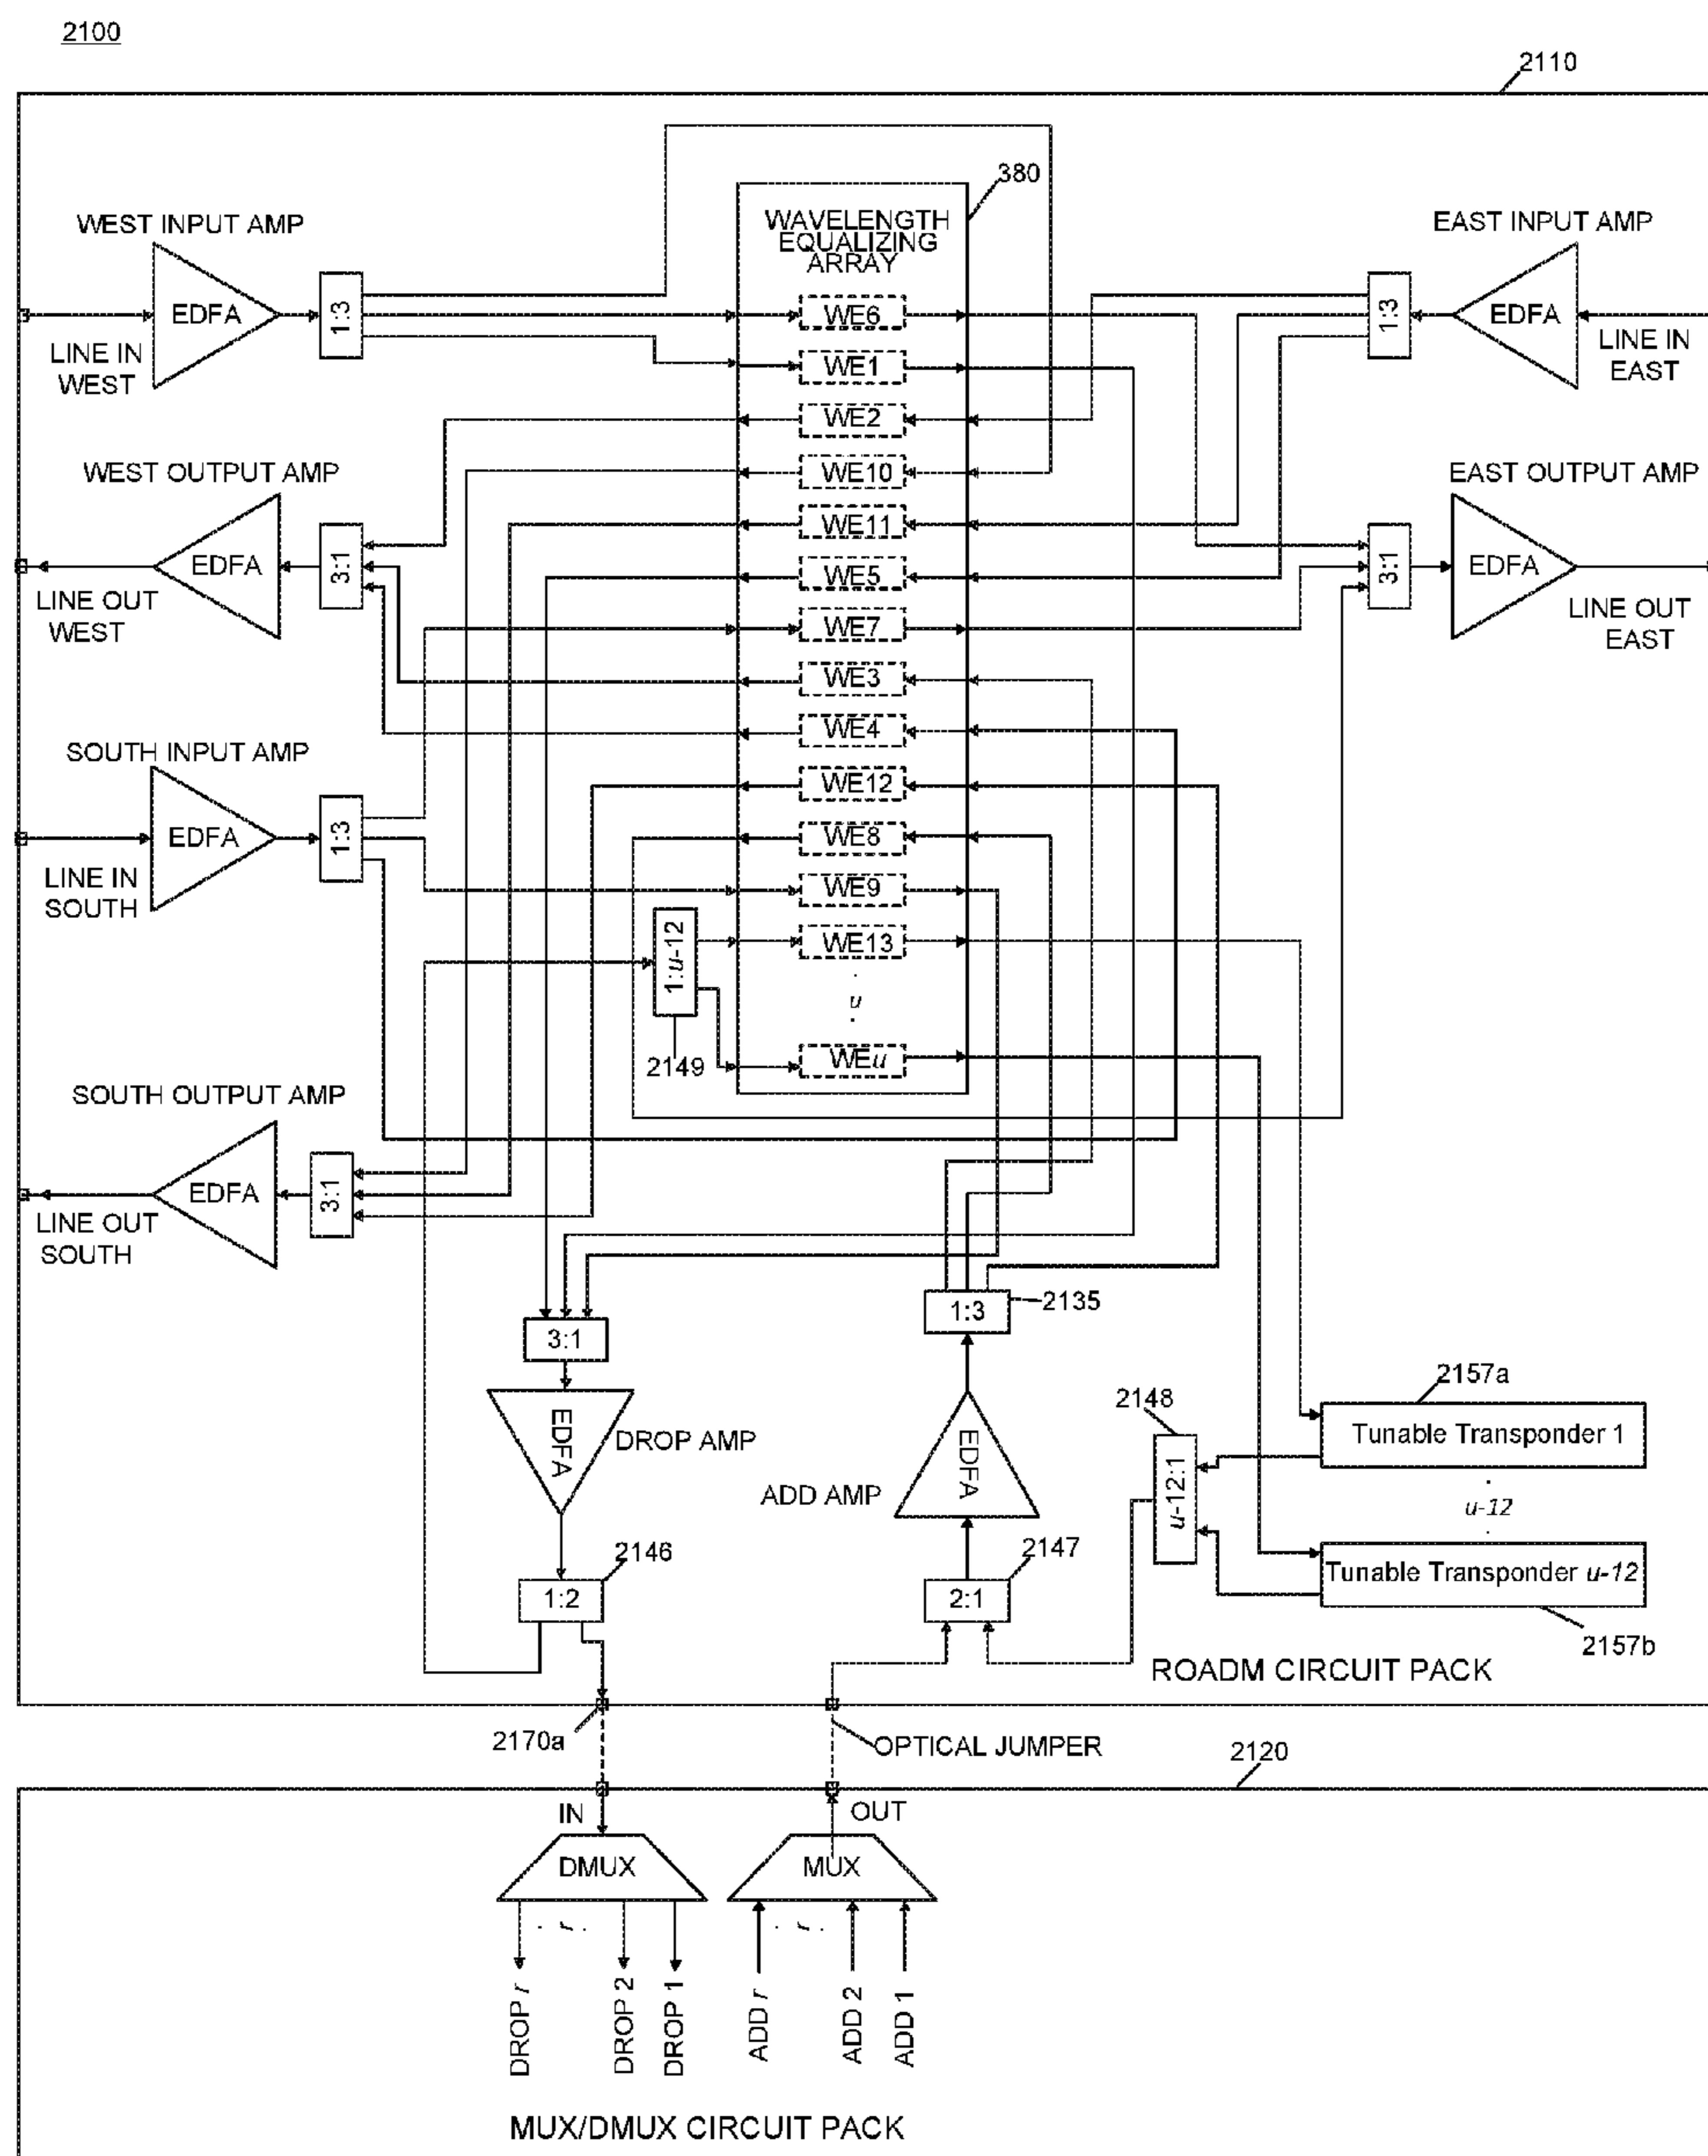 2100
2110
380
WEST INPUT AMP
WAVELENGTH
EQUALIZING
ARRAY
EAST INPUT AMP
EDFA
1:3
WE6
1:3
EDFA
LINE IN
WEST
LINE IN
EAST
WE1
WE2
WEST OUTPUT AMP
WE10
EAST OUTPUT AMP
WE11
EDFA
3:1
WE5
3:1
EDFA
LINE OUT
WEST
LINE OUT
EAST
WE7
WE3
WE4
SOUTH INPUT AMP
WE12
EDFA
1:3
WE8
LINE IN
SOUTH
WE9
1:u-12
WE13
u
2149
WEu
SOUTH OUTPUT AMP
EDFA
3:1
LINE OUT
SOUTH
1:3
2135
3:1
2157a
2148
Tunable Transponder 1
EDFA
DROP AMP
EDFA
ADD AMP
u-12:1
u-12
Tunable Transponder u-12
2146
2147
1:2
2:1
2157b
ROADM CIRCUIT PACK
2170a
OPTICAL JUMPER
2120
IN
OUT
DMUX
MUX
r
r
DROP r
DROP 2
DROP 1
ADD r
ADD 2
ADD 1
MUX/DMUX CIRCUIT PACK